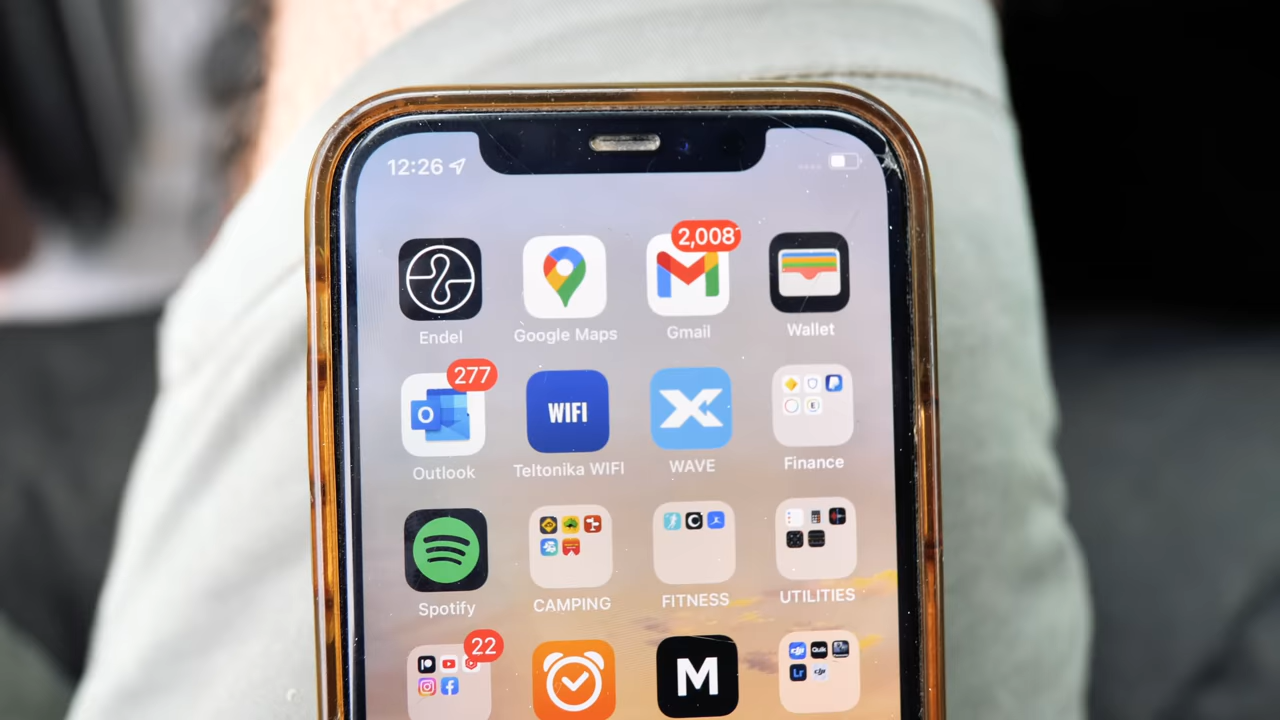 12:26
2,008
Endel
Google Maps
Gmail
Wallet
277
WIFI
Outlook
Teltonika WIFI
WAVE
Finance
Spotify
CAMPING
FITNESS
UTILITIES
22
M